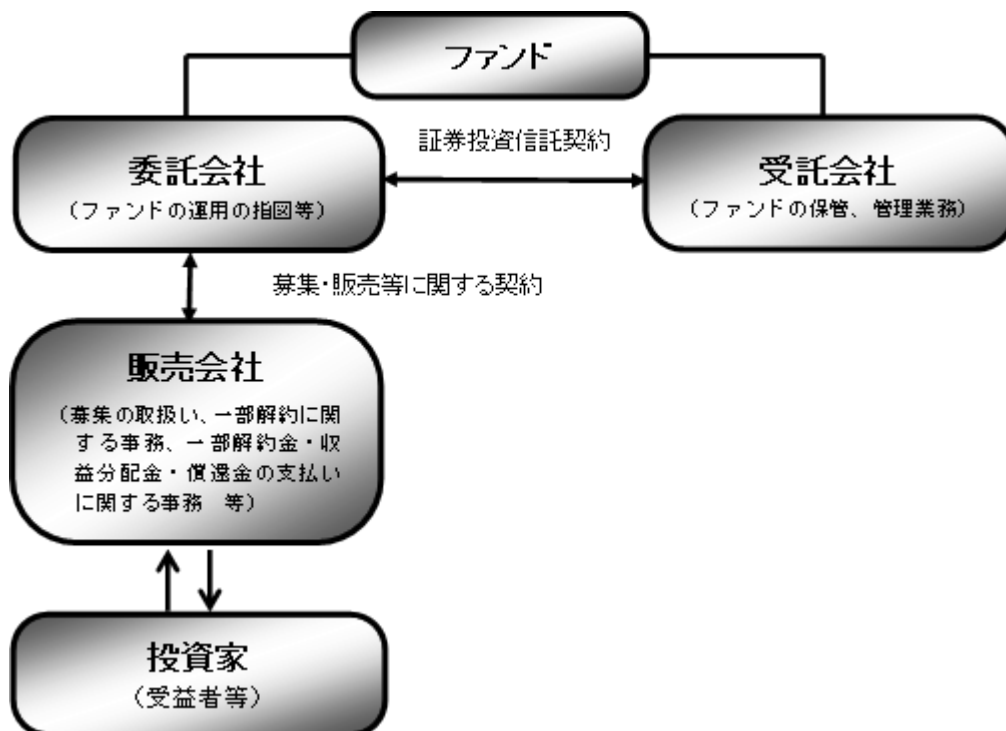 ファンド
証券投資信託契約
委託会社
（ファンドの運用の指図等）
受託会社
（ファンドの保管、管理業務）
募集・販売等に関する契約
販売会社
（募集の取扱い、一部解約に関
する事務、一部解約金・収
益分配金・償還金の支払い
に関する事務　等）
投資家
（受益者等）